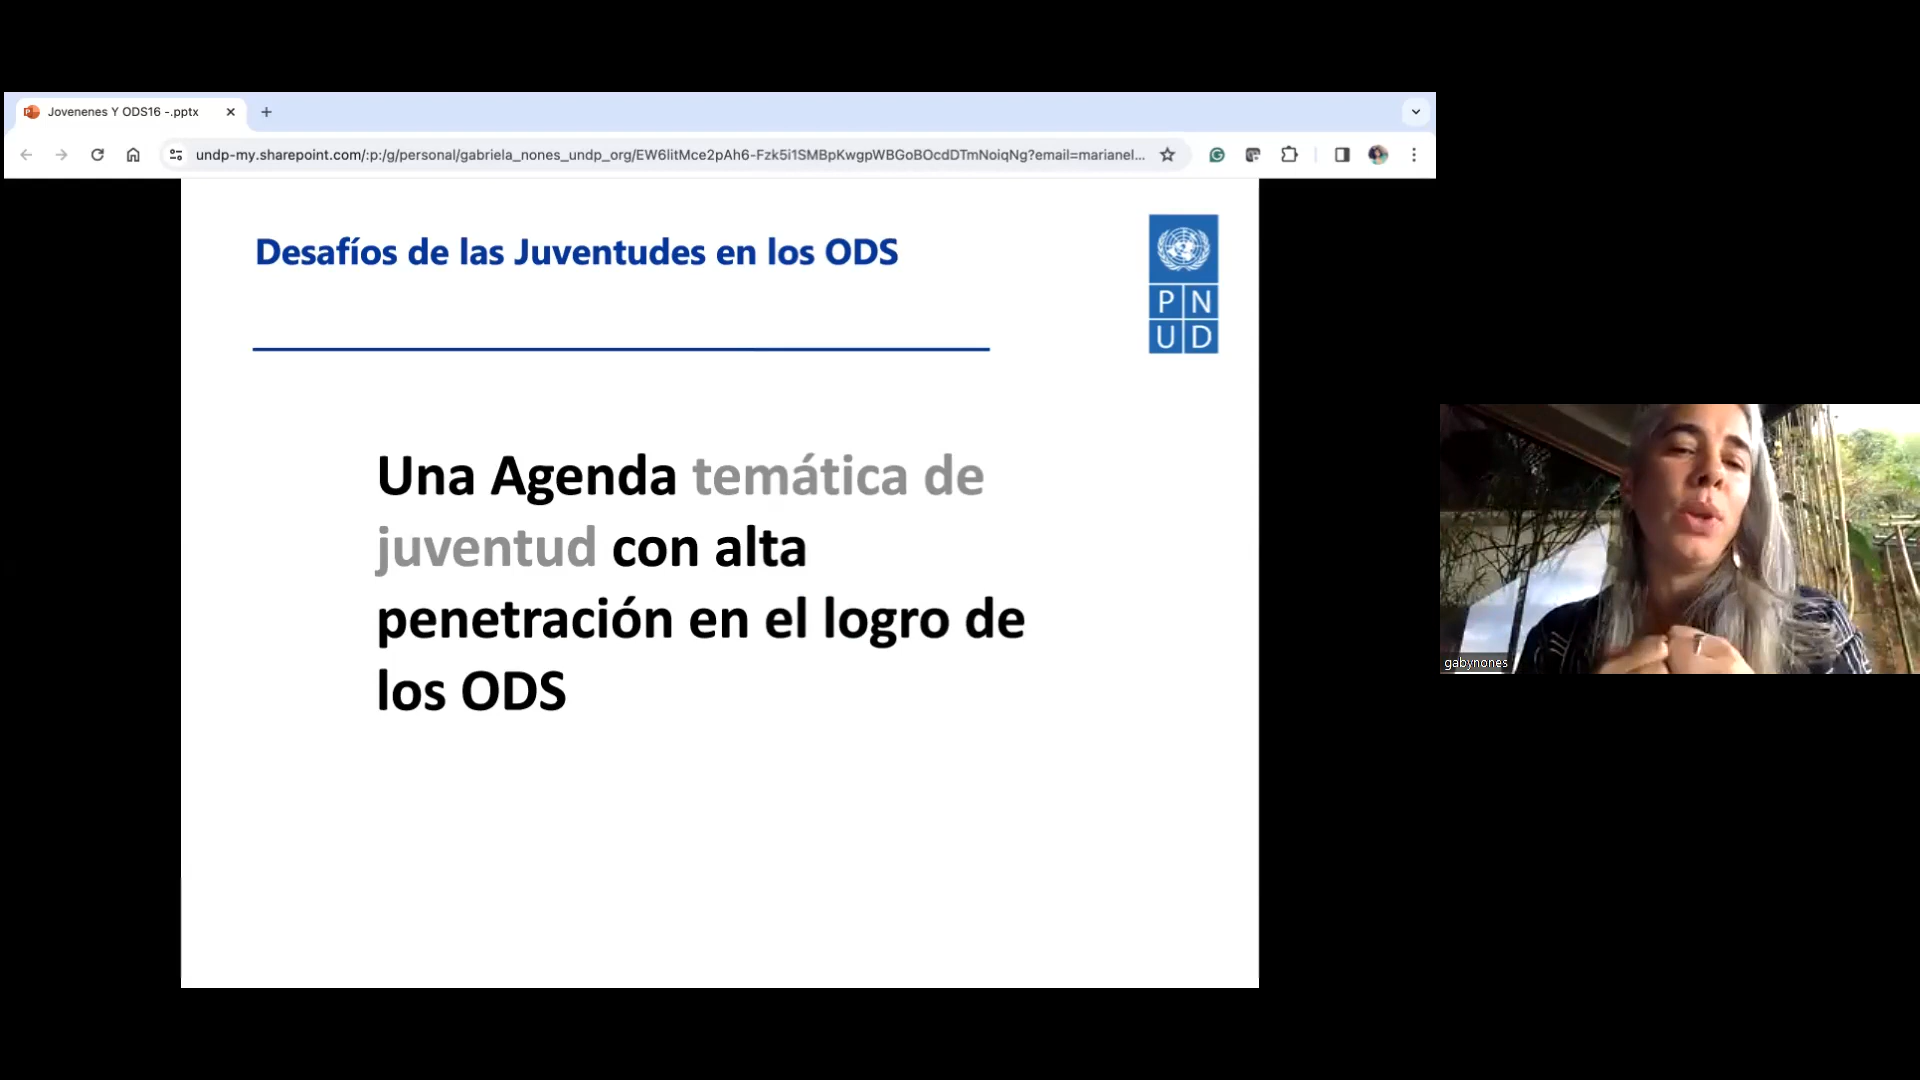 Jovenenes Y ODS16 -.pptx
undp-my.sharepoint.com/:p:/g/personal/gabriela_nones_undp_org/EW6litMce2pAh6-Fzk5i1SMBpKwgpWBGoBOcdDTmNoiqNg?email=marianel...
Desafíos de las Juventudes en los ODS
P N
U D
Una Agenda temática de
juventud con alta
penetración en el logro de
los ODS
gabynones